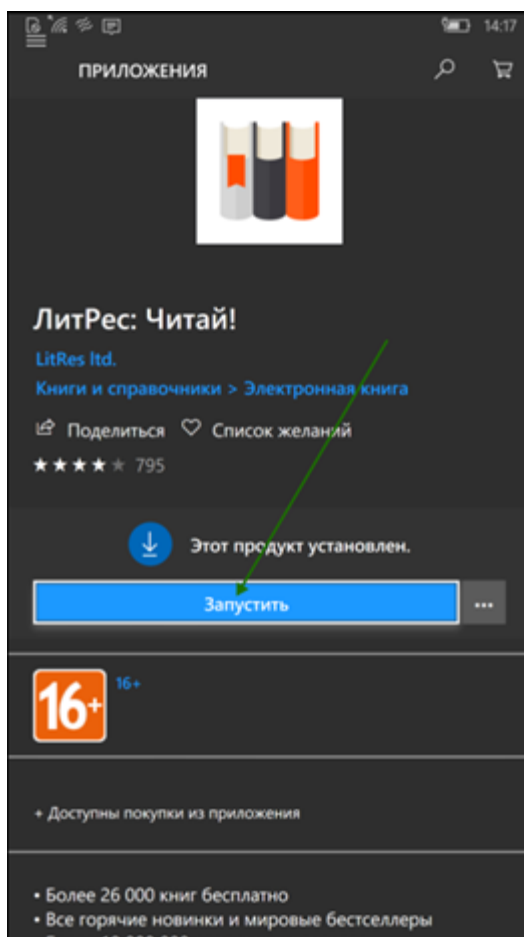 14:17
ПРИЛОЖЕНИЯ
ЛитРес: Читай!
LitRes ltd.
Книги и справочники > Электронная книга
Поделиться Список желаний
795
Этот продукт установлен.
Запустить
16+ 16+
+ Доступны покупки из приложения
• Более 26 000 книг бесплатно
• Все горячие новинки и мировые бестселлеры